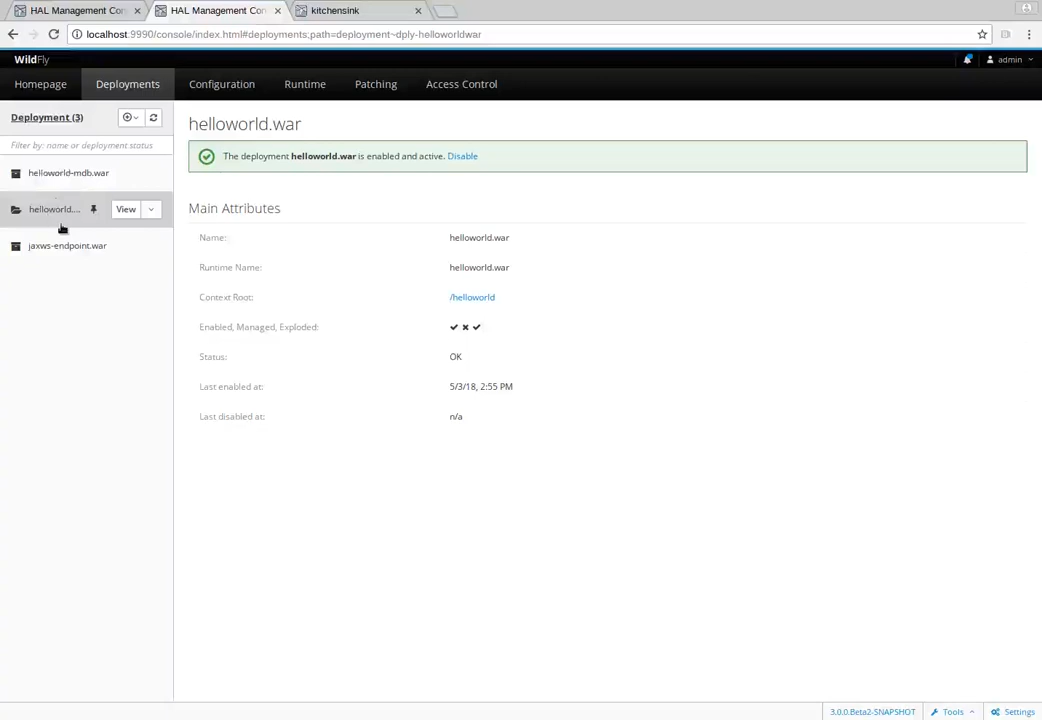 HAL Management Con
HAL Management Con
kitchensink
localhost:9990/console/index.html#deployments;path=deployment~dply-helloworldwar
WildFly
admin
Homepage
Deployments
Configuration
Runtime
Patching
Access Control
Deployment (3)
Filter by: name or deployment status
helloworld-mdb.war
helloworld....
View
jaxws-endpoint.war
helloworld.war
The deployment helloworld.war is enabled and active. Disable
Main Attributes
Name: helloworld.war
Runtime Name: helloworld.war
Context Root: /helloworld
Enabled, Managed, Exploded:
Status: OK
Last enabled at: 5/3/18, 2:55 PM
Last disabled at: n/a
3.0.0.Beta2-SNAPSHOT
Tools
Settings